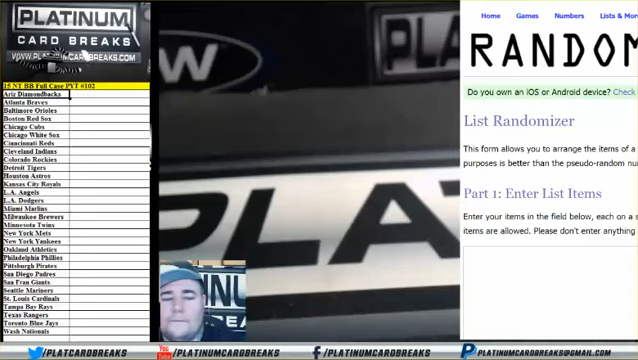 PLATINUM
CARD BREAKS
WWW.PLATINUMCARDBREAKS.COM
15 NT BB Full Case PYT #102
Ariz Diamondbacks
Atlanta Braves
Baltimore Orioles
Boston Red Sox
Chicago Cubs
Chicago White Sox
Cincinnati Reds
Cleveland Indians
Colorado Rockies
Detroit Tigers
Houston Astros
Kansas City Royals
L.A. Angels
L.A. Dodgers
Miami Marlins
Milwaukee Brewers
Minnesota Twins
New York Mets
New York Yankees
Oakland Athletics
Philadelphia Phillies
Pittsburgh Pirates
San Diego Padres
San Fran Giants
Seattle Mariners
St. Louis Cardinals
Tampa Bay Rays
Texas Rangers
Toronto Blue Jays
Wash Nationals
W
PLAT
PLA
NUM
Home Games Numbers Lists & Mor
RANDOM
Do you own an iOS or Android device? Check
List Randomizer
This form allows you to arrange the items of a
purposes is better than the pseudo-random nu
Part 1: Enter List Items
Enter your items in the field below, each on a s
items are allowed. Please don't enter anything
/PLATCARDBREAKS
You Tube /PLATINUMCARDBREAKS
/PLATINUMCARDBREAKS
PLATINUMCARDBREAKS@GMAIL.COM